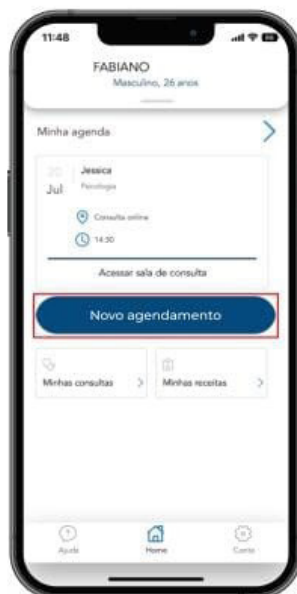 11:48
FABIANO
Masculino, 26 anos
Minha agenda
20
Jul
Jessica
Psicologia
Consulta online
14:30
Acessar sala de consulta
Novo agendamento
Minhas consultas
Minhas receitas
Ajuda
Home
Conta